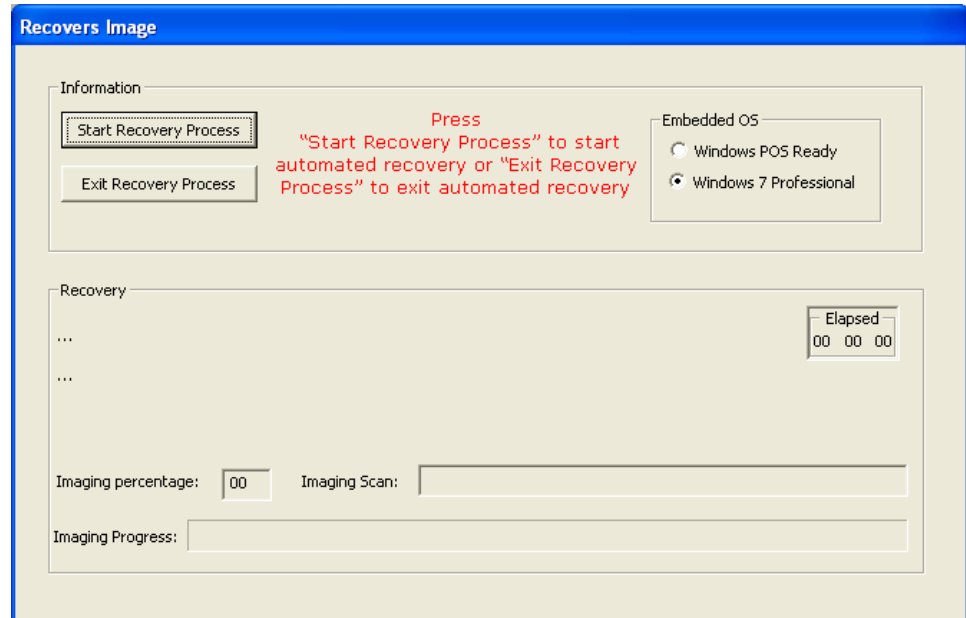 Recovers Image
Information
Start Recovery Process
Exit Recovery Process
Press
“Start Recovery Process” to start
automated recovery or “Exit Recovery
Process” to exit automated recovery
Embedded OS
Windows POS Ready
Windows 7 Professional
Recovery
...
...
Elapsed
00 00 00
Imaging percentage: 00 Imaging Scan:
Imaging Progress: